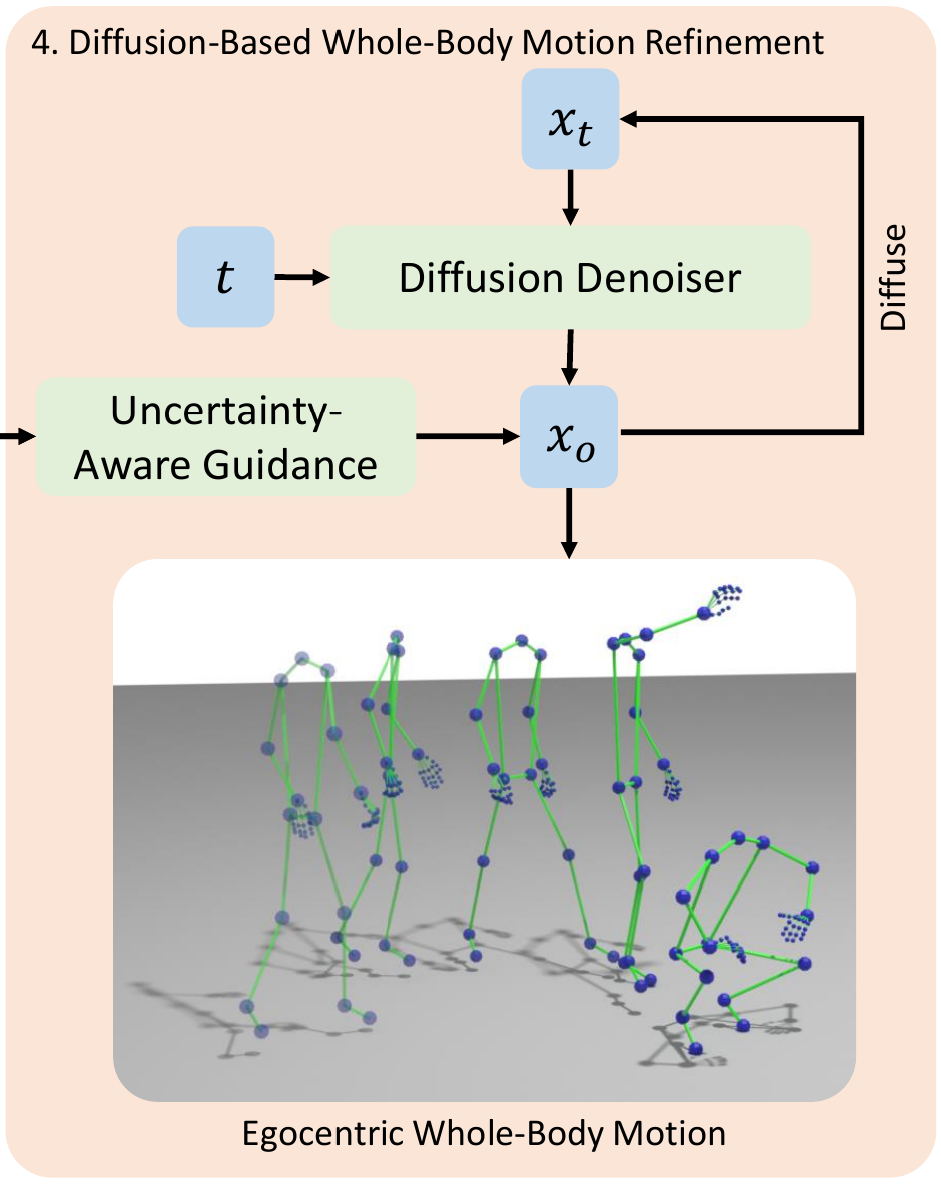 4. Diffusion-Based Whole-Body Motion Refinement
x_t
t
Diffusion Denoiser
Diffuse
Uncertainty-
Aware Guidance
x_o
Egocentric Whole-Body Motion